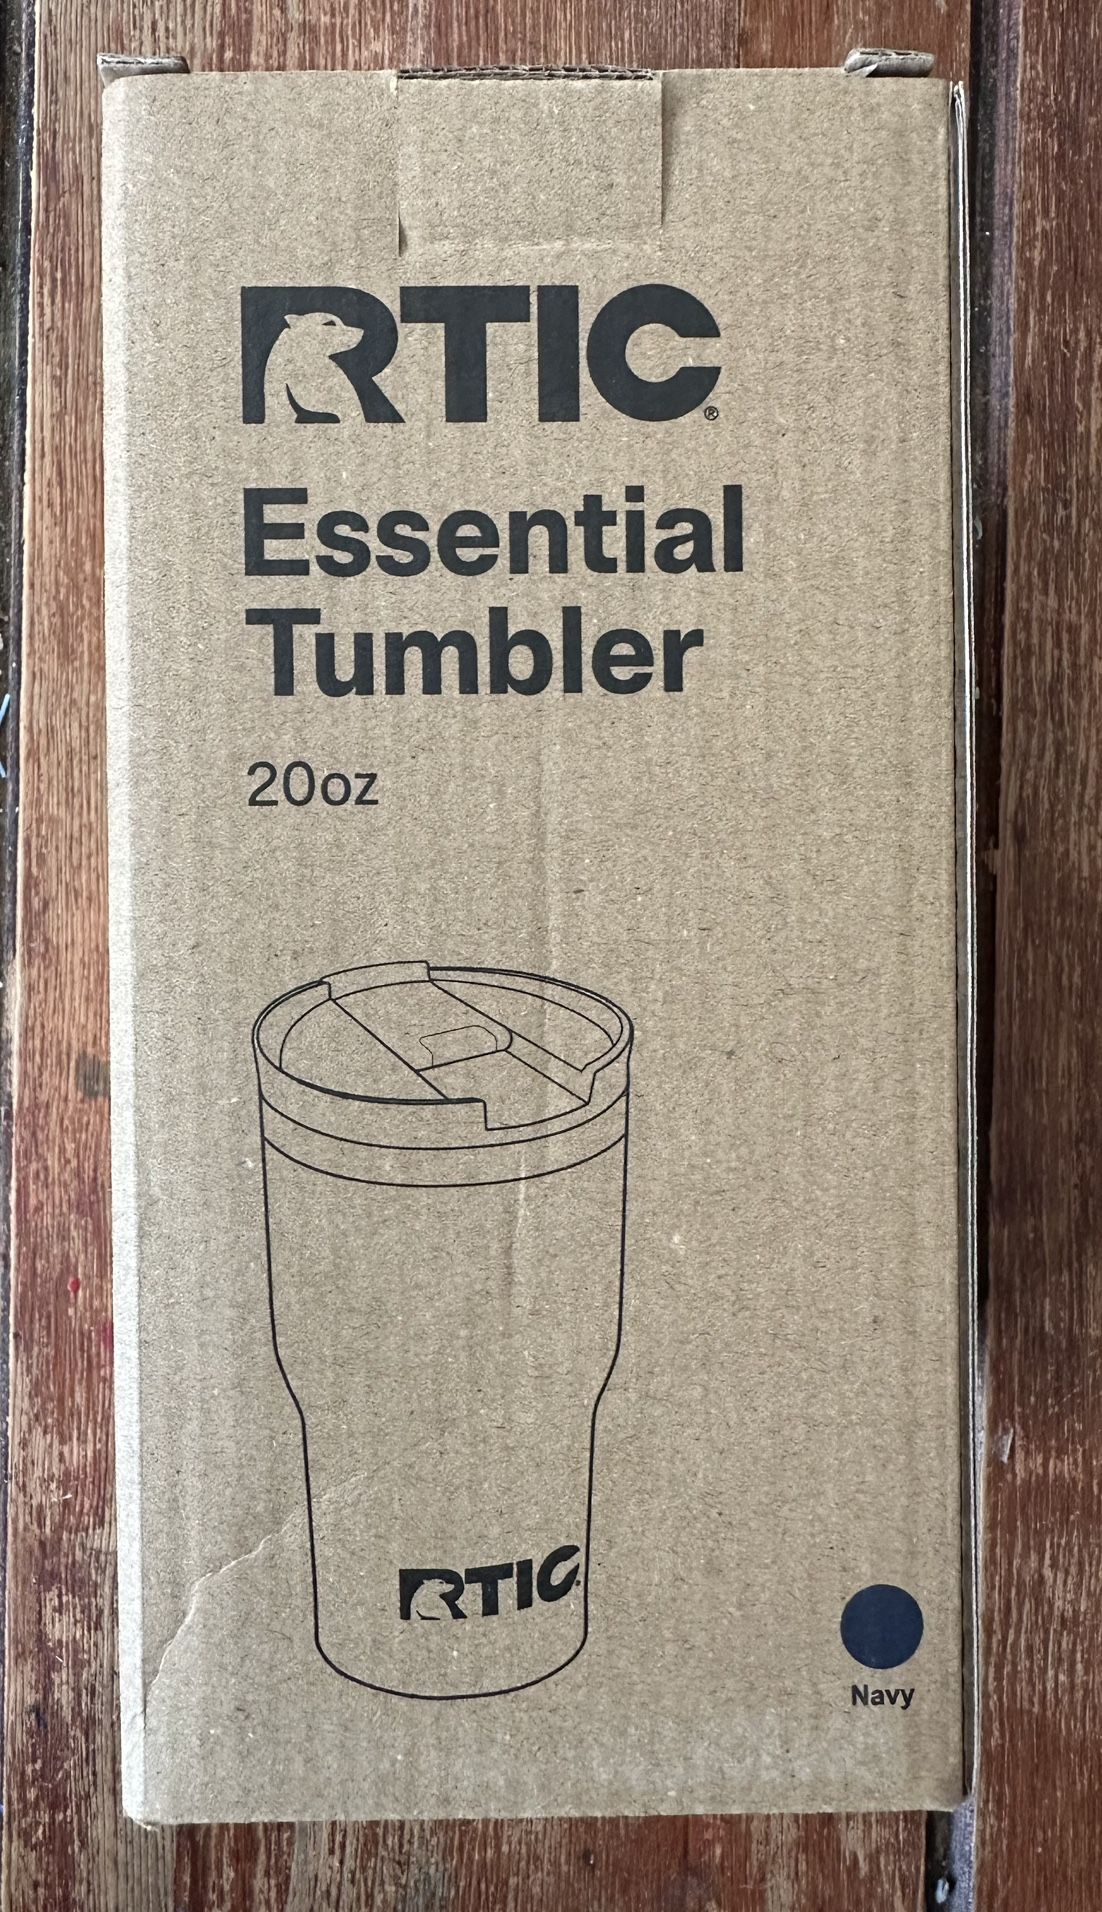 RTIC®
Essential
Tumbler
20oz
RTIC
Navy